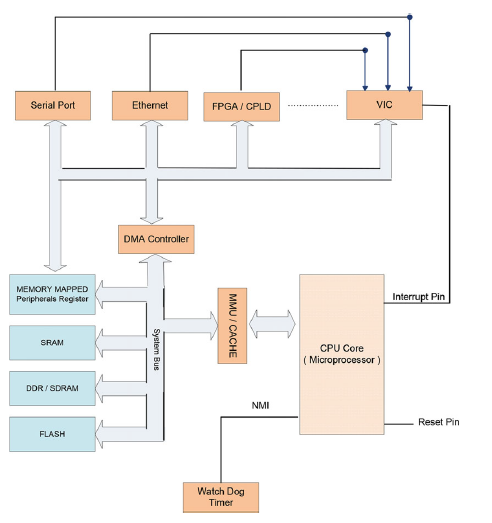 Serial Port
Ethernet
FPGA / CPLD
VIC
DMA Controller
MEMORY MAPPED
Peripherals Register
SRAM
DDR / SDRAM
FLASH
System Bus
MMU / CACHE
CPU Core
( Microprocessor )
Interrupt Pin
NMI
Reset Pin
Watch Dog
Timer